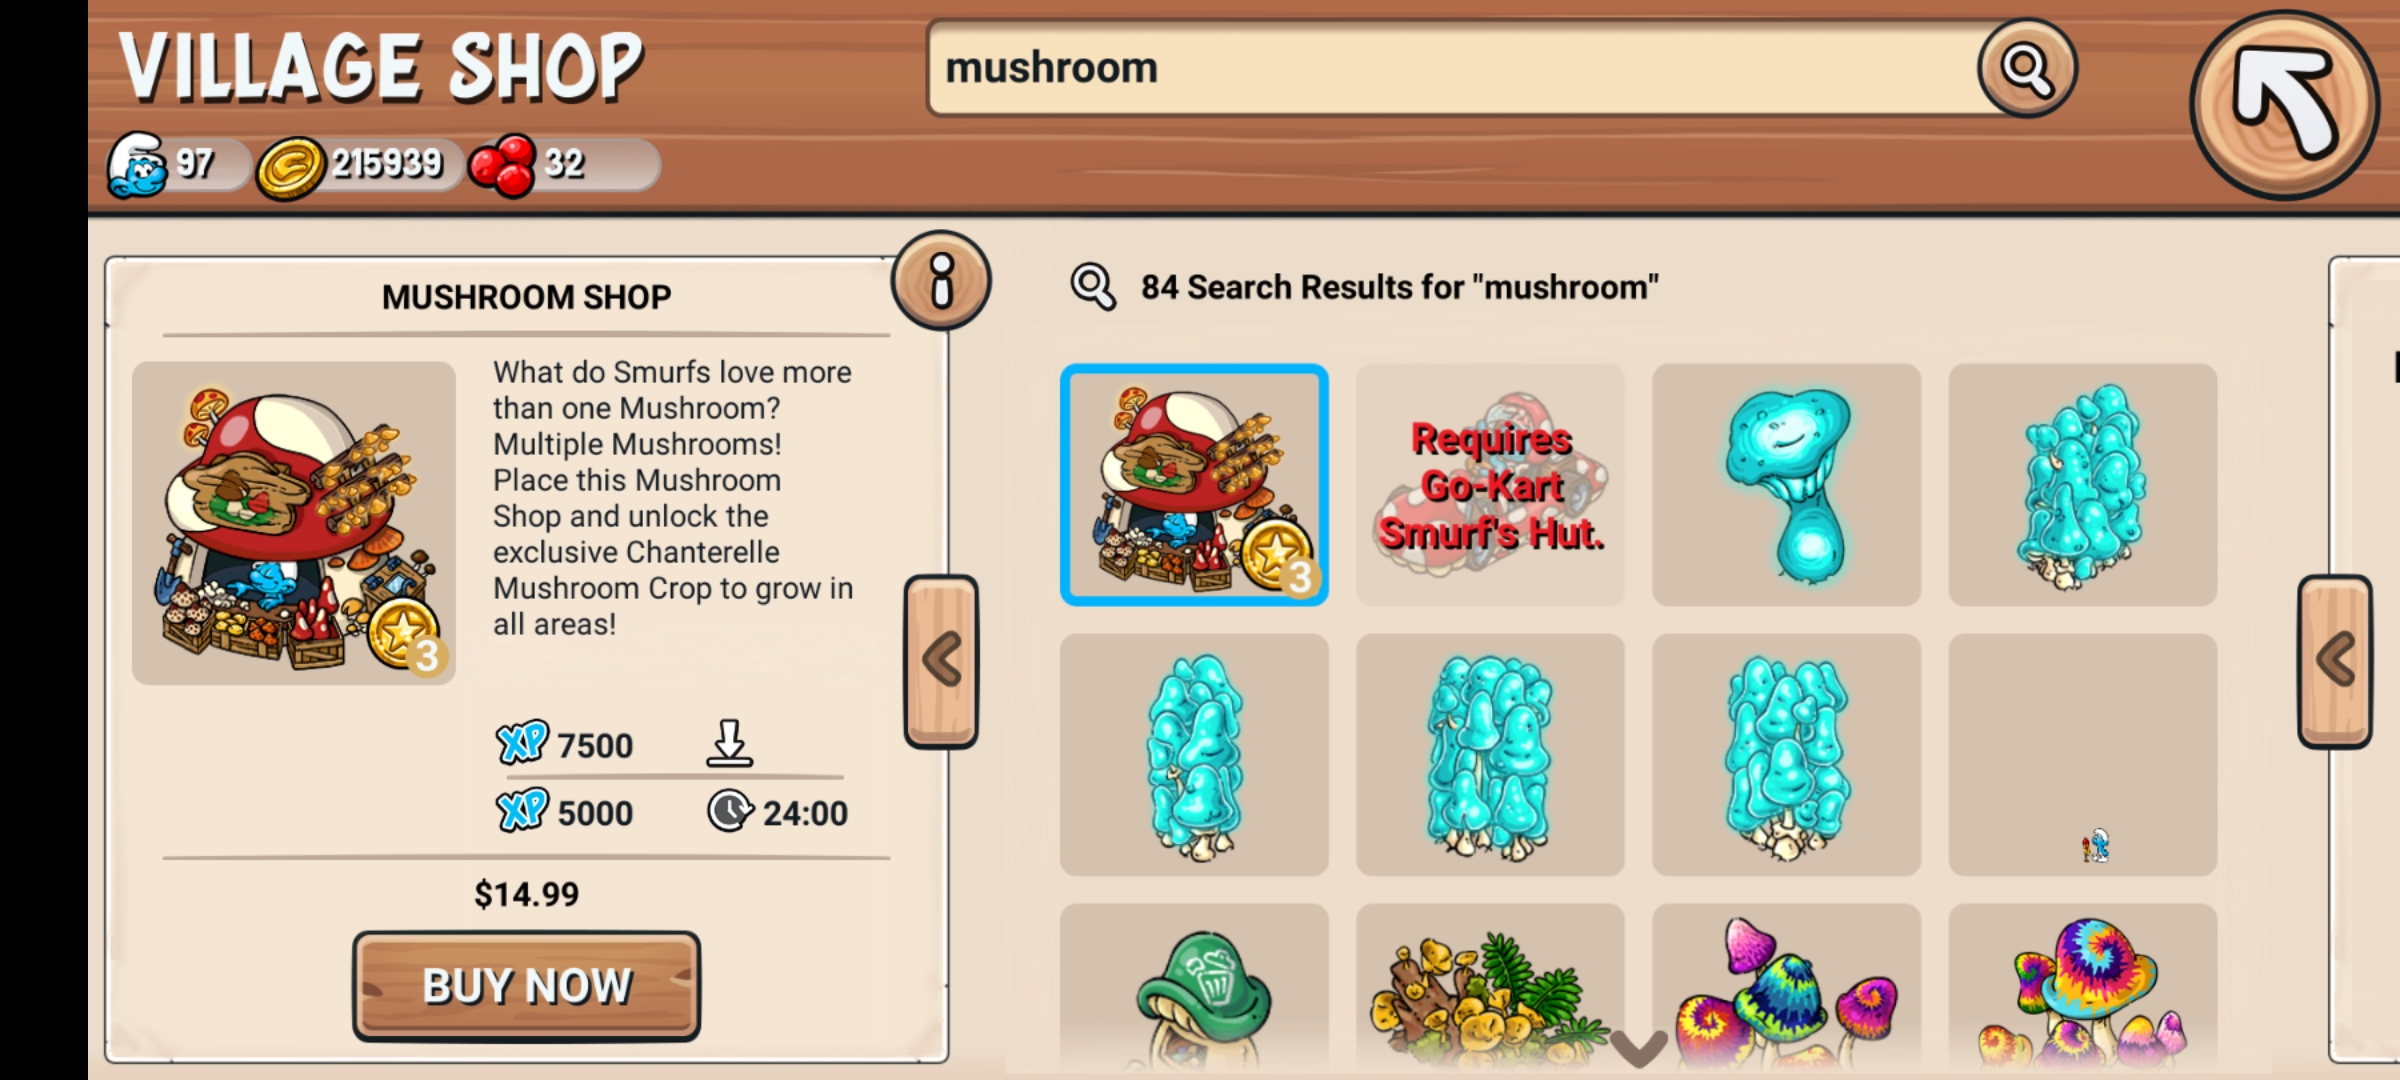 VILLAGE SHOP
mushroom
97
215939
32
MUSHROOM SHOP
What do Smurfs love more
than one Mushroom?
Multiple Mushrooms!
Place this Mushroom
Shop and unlock the
exclusive Chanterelle
Mushroom Crop to grow in
all areas!
3
XP 7500
XP 5000
24:00
$14.99
BUY NOW
84 Search Results for "mushroom"
3
Requires
Go-Kart
Smurf's Hut.